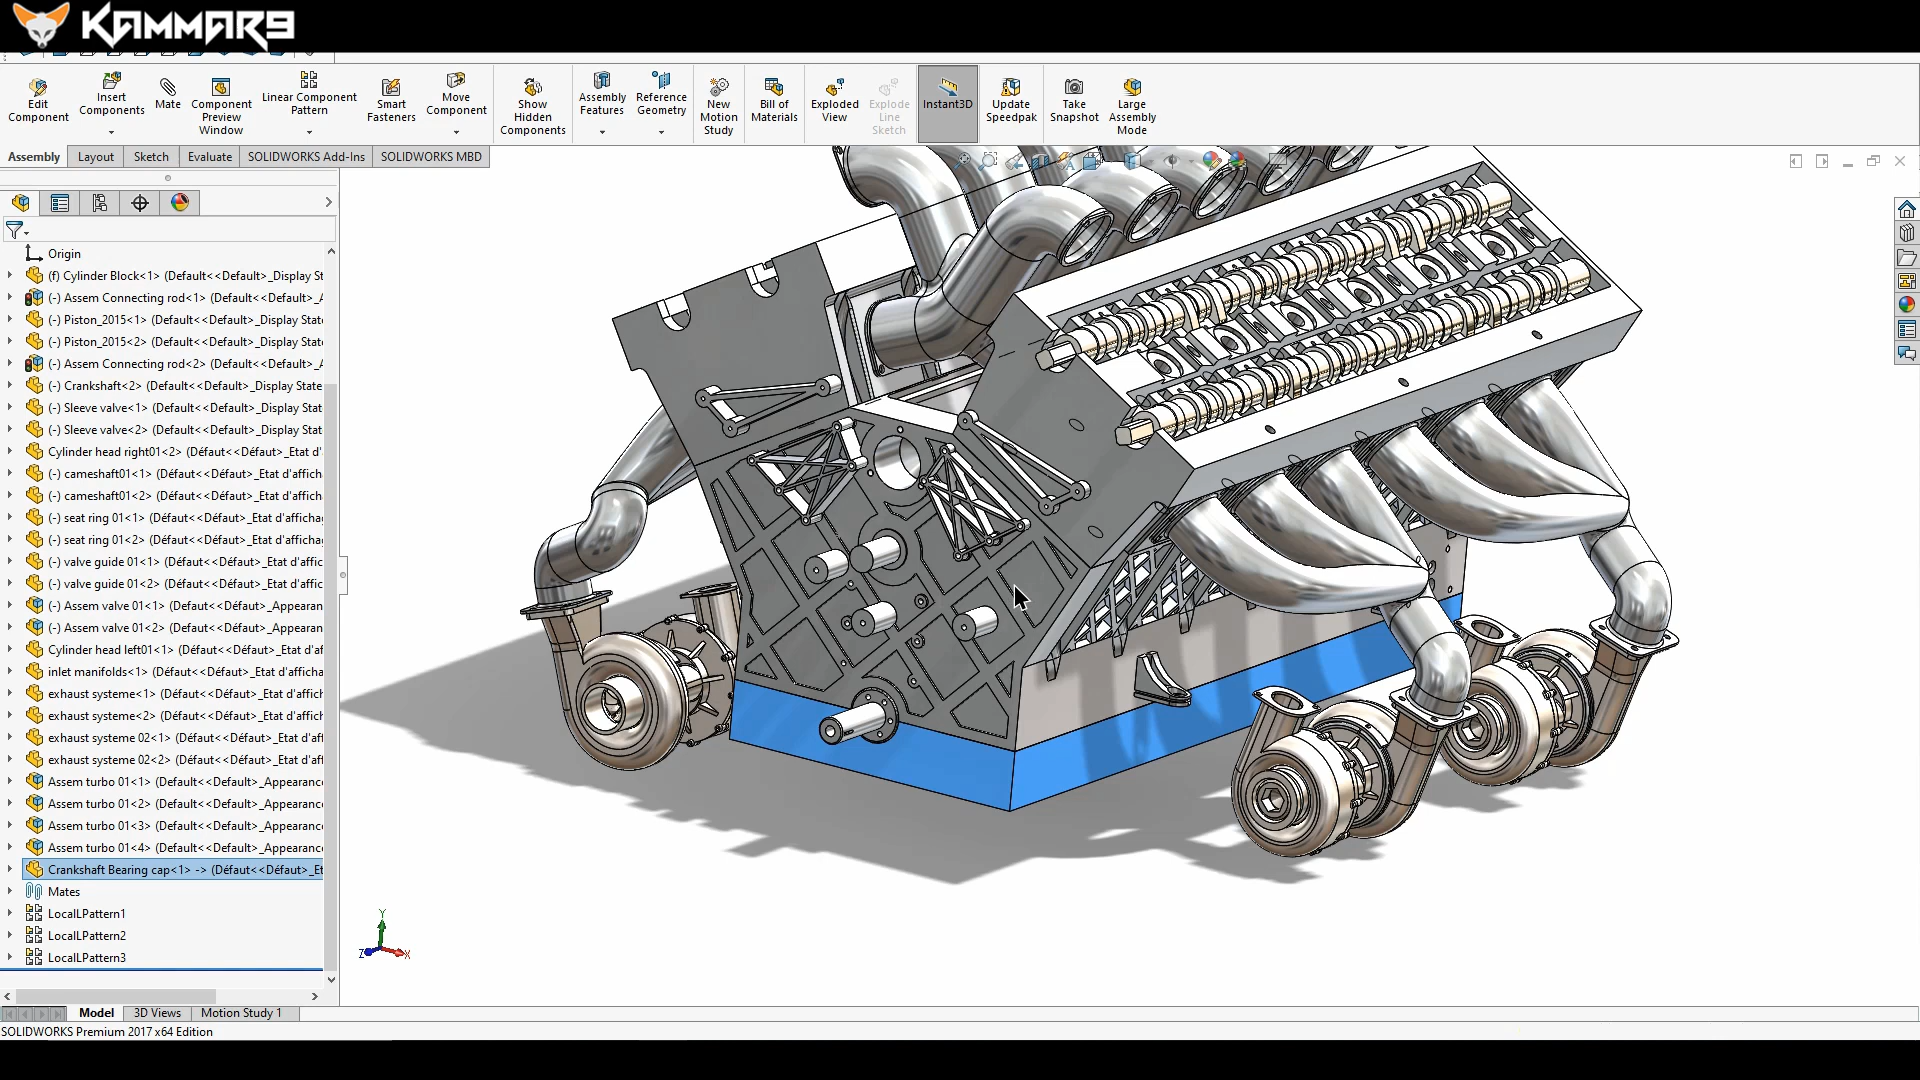 KAMMAR9
Edit Component
Insert Components
Mate
Component Preview Window
Linear Component Pattern
Smart Fasteners
Move Component
Show Hidden Components
Assembly Features
Reference Geometry
New Motion Study
Bill of Materials
Exploded View
Explode Line Sketch
Instant3D
Update Speedpak
Take Snapshot
Large Assembly Mode
Assembly
Layout
Sketch
Evaluate
SOLIDWORKS Add-Ins
SOLIDWORKS MBD
Origin
(f) Cylinder Block<1> (Default<<Default>_Display St
(-) Assem Connecting rod<1> (Default<<Default>_A
(-) Piston_2015<1> (Default<<Default>_Display State
(-) Piston_2015<2> (Default<<Default>_Display State
(-) Assem Connecting rod<2> (Default<<Default>_A
(-) Crankshaft<2> (Default<<Default>_Display State
(-) Sleeve valve<1> (Default<<Default>_Display Stat
(-) Sleeve valve<2> (Default<<Default>_Display Stat
Cylinder head right01<2> (Défaut<<Défaut>_Etat d'
(-) cameshaft01<1> (Défaut<<Défaut>_Etat d'affich
(-) cameshaft01<2> (Défaut<<Défaut>_Etat d'affich
(-) seat ring 01<1> (Défaut<<Défaut>_Etat d'affichag
(-) seat ring 01<2> (Défaut<<Défaut>_Etat d'affichag
(-) valve guide 01<1> (Défaut<<Défaut>_Etat d'affic
(-) valve guide 01<2> (Défaut<<Défaut>_Etat d'affic
(-) Assem valve 01<1> (Défaut<<Défaut>_Apparen
(-) Assem valve 01<2> (Défaut<<Défaut>_Apparen
Cylinder head left01<1> (Défaut<<Défaut>_Etat d'af
inlet manifolds<1> (Défaut<<Défaut>_Etat d'afficha
exhaust systeme<1> (Défaut<<Défaut>_Etat d'affich
exhaust systeme<2> (Défaut<<Défaut>_Etat d'affich
exhaust systeme 02<1> (Défaut<<Défaut>_Etat d'aff
exhaust systeme 02<2> (Défaut<<Défaut>_Etat d'aff
Assem turbo 01<1> (Default<<Default>_Appearance
Assem turbo 01<2> (Default<<Default>_Appearance
Assem turbo 01<3> (Default<<Default>_Appearance
Assem turbo 01<4> (Default<<Default>_Appearance
Crankshaft Bearing cap<1> -> (Défaut<<Défaut>_Et
Mates
LocalLPattern1
LocalLPattern2
LocalLPattern3
Y
Z
X
Model
3D Views
Motion Study 1
SOLIDWORKS Premium 2017 x64 Edition